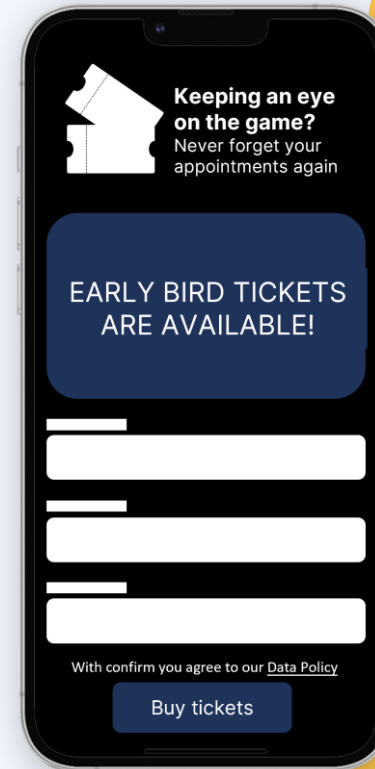 Keeping an eye
on the game?
Never forget your
appointments again
EARLY BIRD TICKETS
ARE AVAILABLE!
With confirm you agree to our Data Policy
Buy tickets